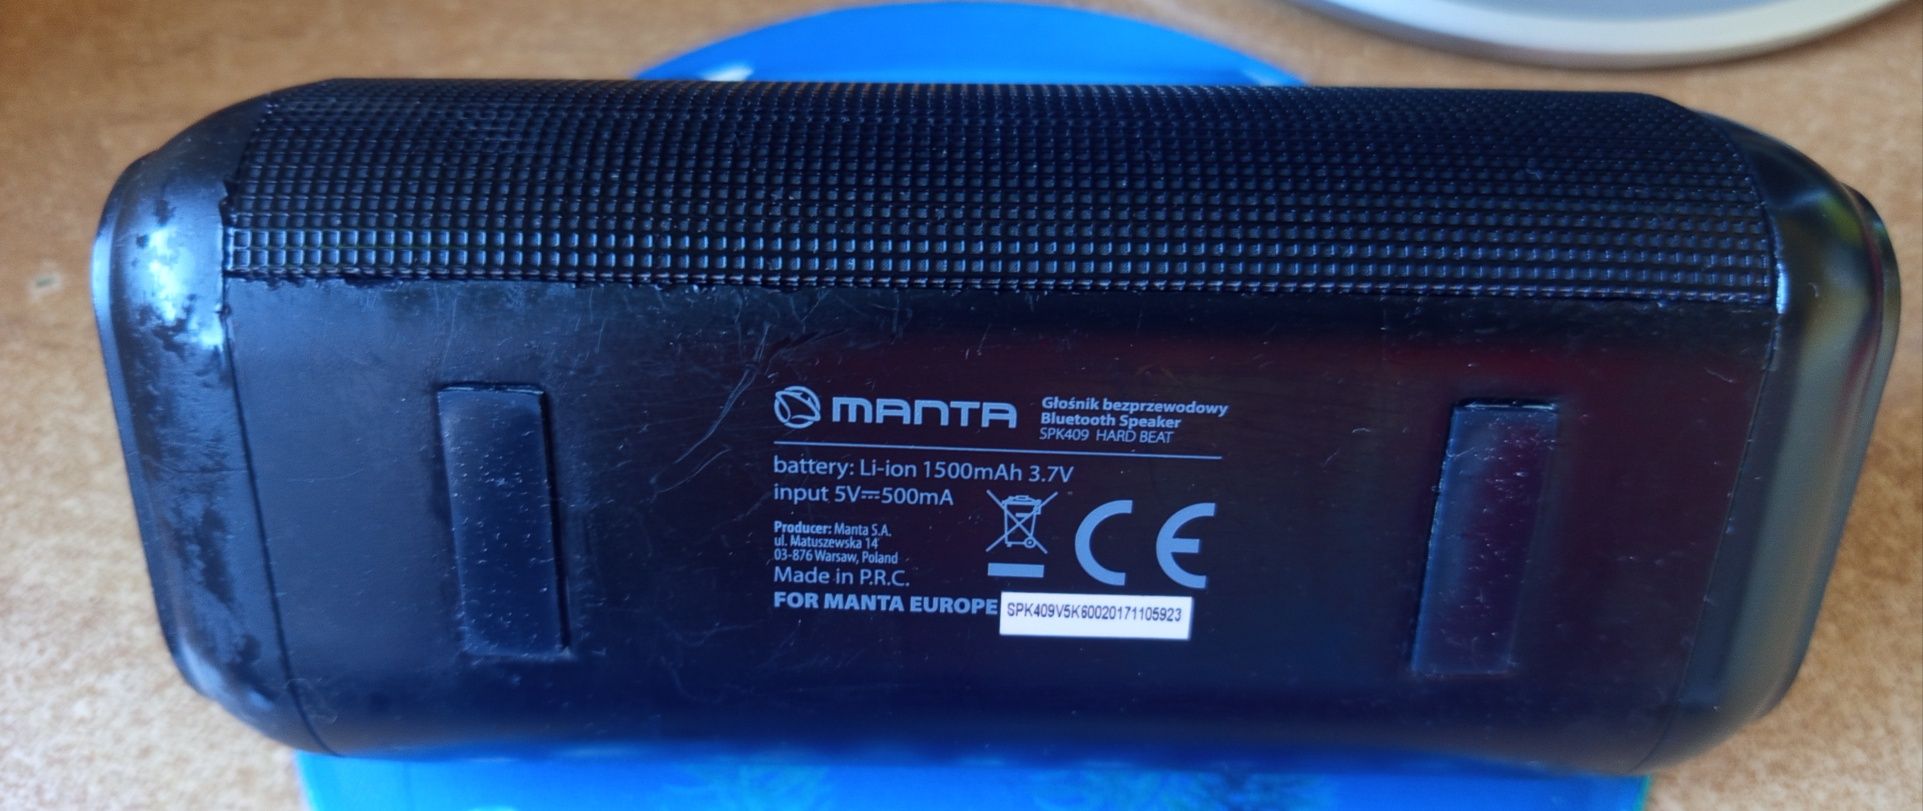 MANTA
Głośnik bezprzewodowy
Bluetooth Speaker
SPK409 HARD BEAT
battery: Li-ion 1500mAh 3.7V
input 5V⎓500mA
Producer: Manta S.A.
ul. Matuszewska 14
03-876 Warsaw, Poland
Made in P.R.C.
FOR MANTA EUROPE
CE
SPK409V5K60020171105923